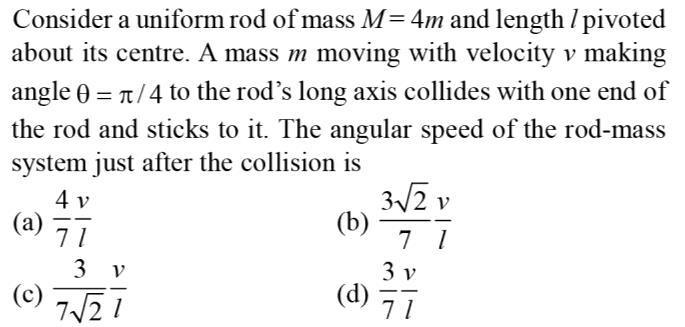 Consider a uniform rod of mass M = 4m and length l pivoted
about its centre. A mass m moving with velocity v making
angle θ = π/4 to the rod's long axis collides with one end of
the rod and sticks to it. The angular speed of the rod-mass
system just after the collision is
(a) 4/7 v/l (b) 3√2/7 v/l
(c) 3/7√2 v/l (d) 3/7 v/l